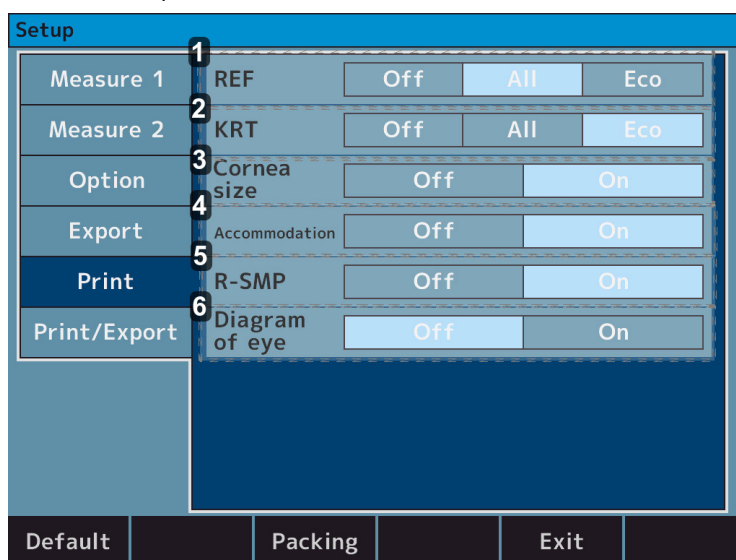 Setup
Measure 1
1 REF Off All Eco
Measure 2
2 KRT Off All Eco
Option
3 Cornea size Off On
Export
4 Accommodation Off On
Print
5 R-SMP Off On
Print/Export
6 Diagram of eye Off On
Default Packing Exit